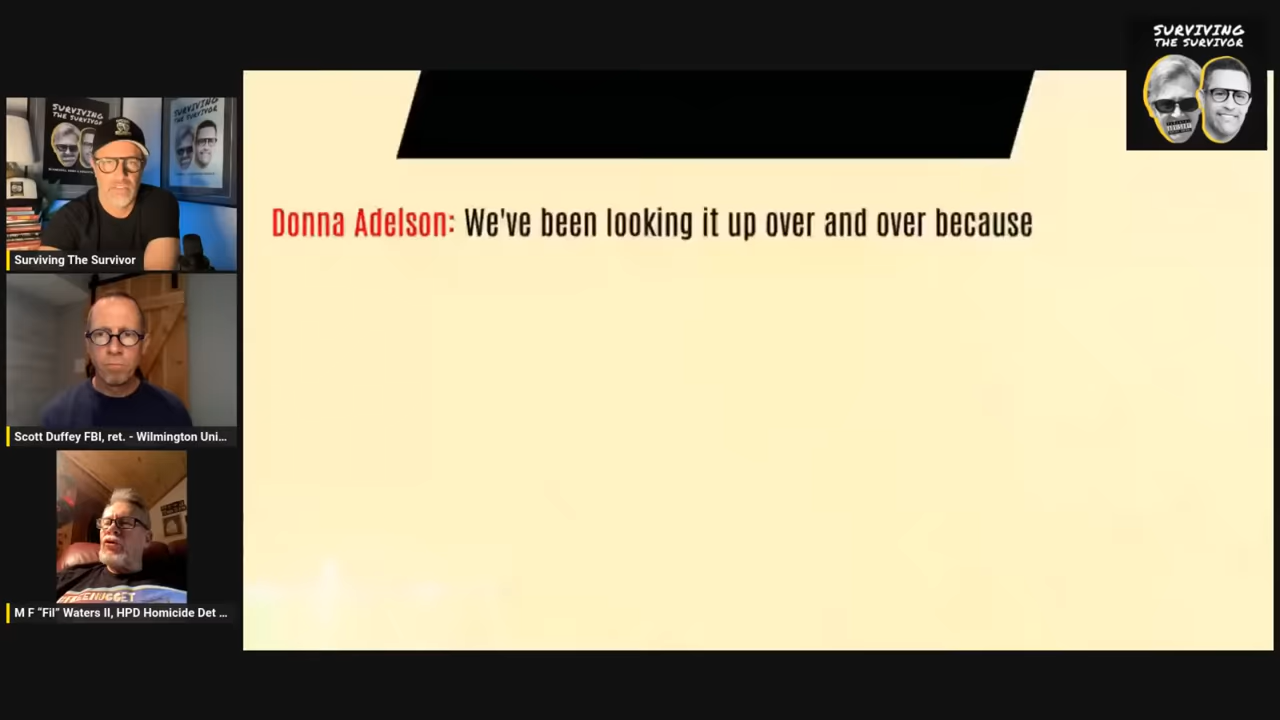 SURVIVING
THE SURVIVOR
SURVIVING
THE SURVIVOR
SURVIVING
THE SURVIVOR
Donna Adelson: We've been looking it up over and over because
Surviving The Survivor
Scott Duffey FBI, ret. - Wilmington Uni...
M F “Fil” Waters II, HPD Homicide Det ...